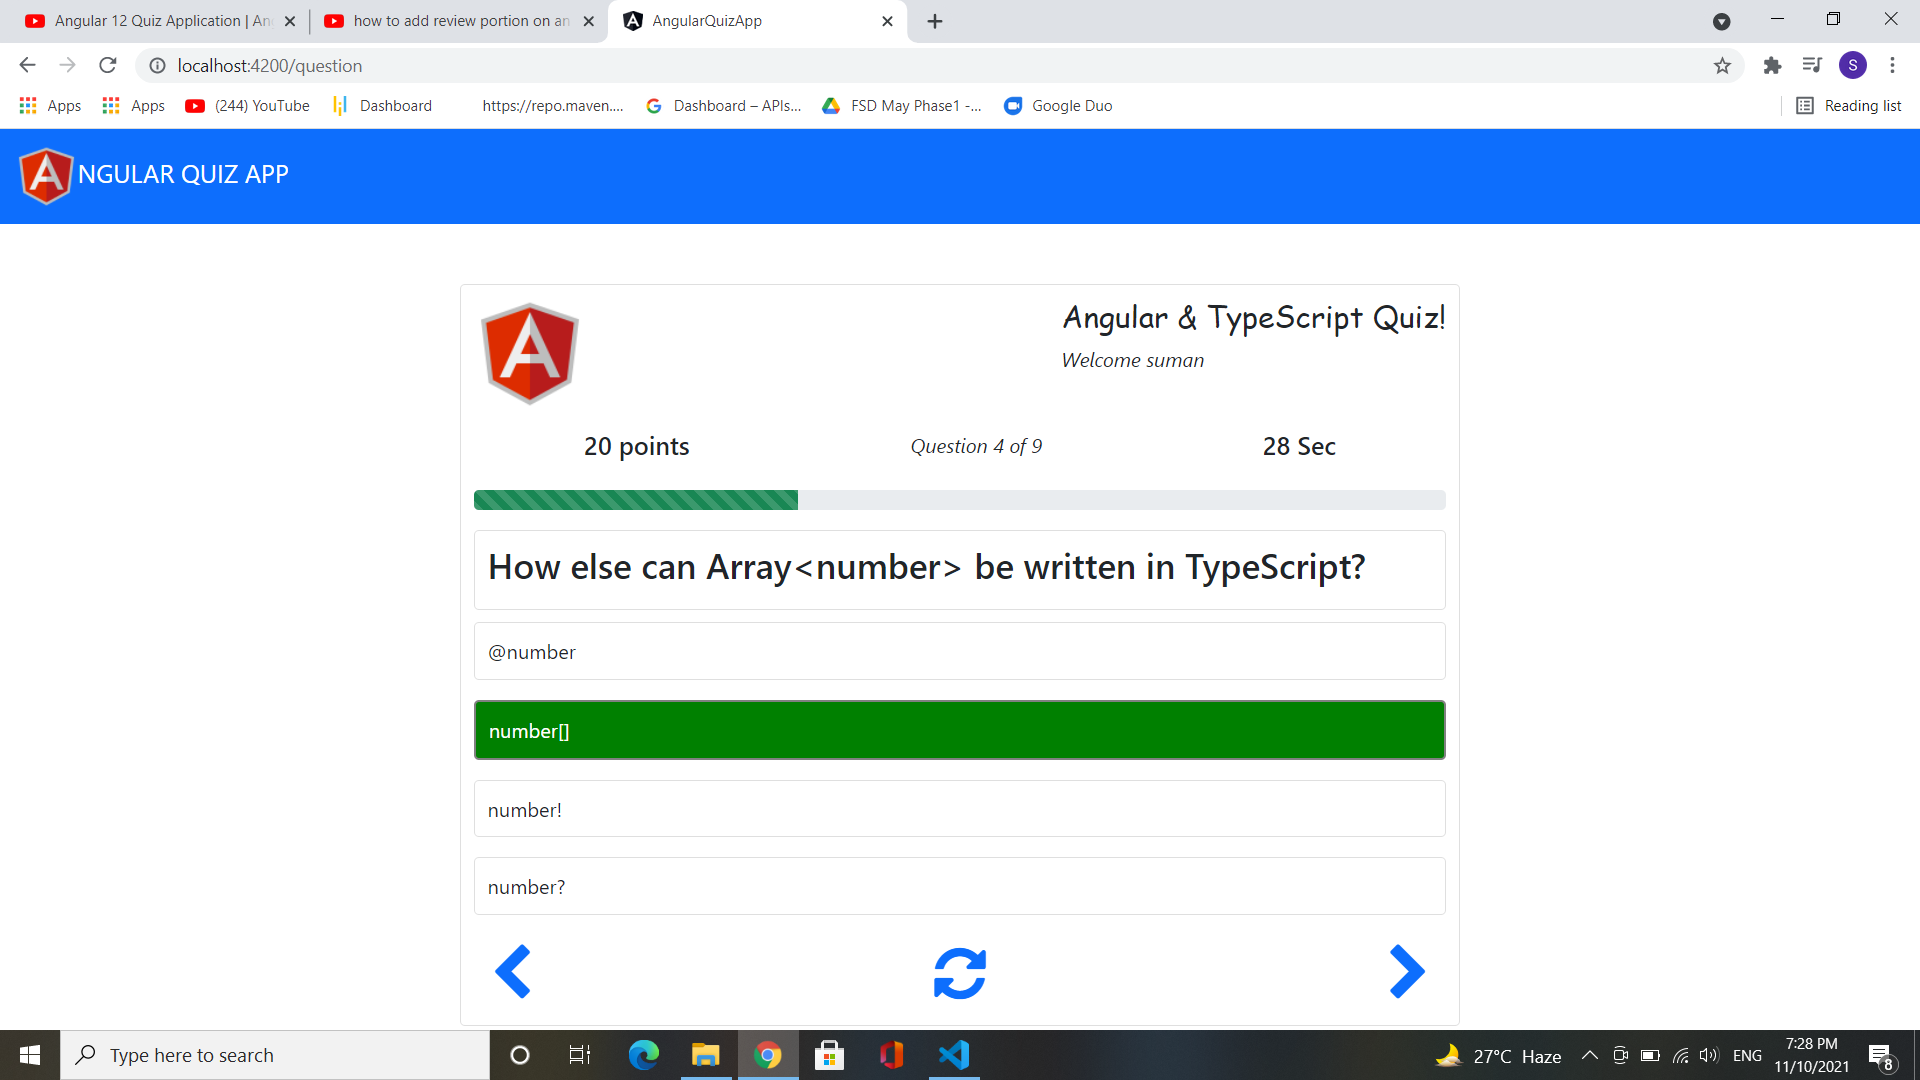 Angular 12 Quiz Application | An
how to add review portion on an
AngularQuizApp
localhost:4200/question
S
Apps
Apps
(244) YouTube
Dashboard
https://repo.maven....
Dashboard – APIs...
FSD May Phase1 -...
Google Duo
Reading list
NGULAR QUIZ APP
Angular & TypeScript Quiz!
Welcome suman
20 points
Question 4 of 9
28 Sec
How else can Array<number> be written in TypeScript?
@number
number[]
number!
number?
Type here to search
27°C Haze
ENG
7:28 PM
11/10/2021
8